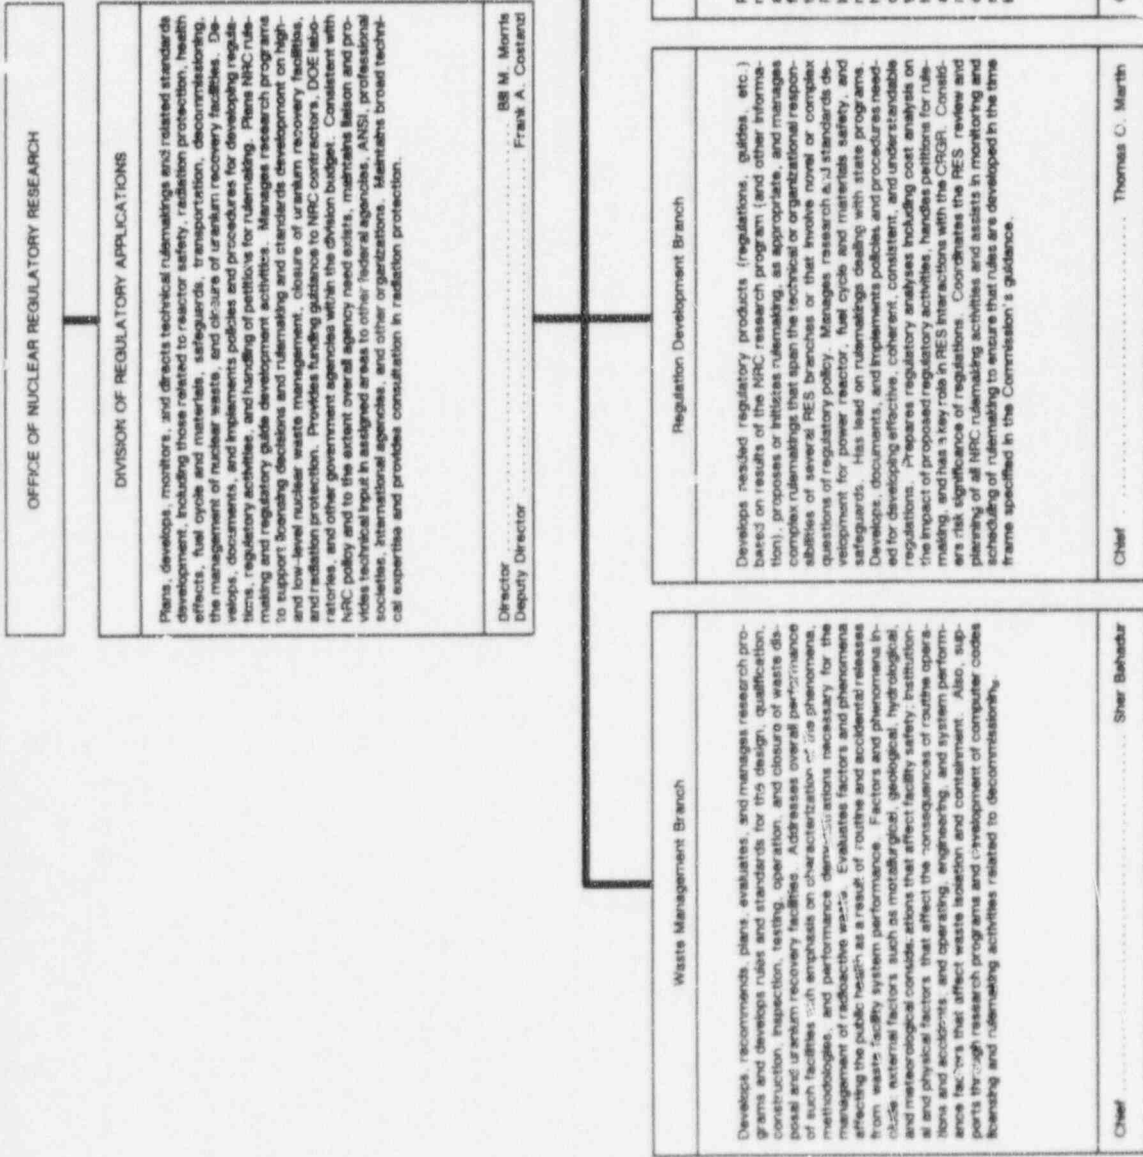 OFFICE OF NUCLEAR REGULATORY RESEARCH
DIVISION OF REGULATORY APPLICATIONS
Plans, develops, monitors, and directs technical rulemakings and related standards
development, including those related to reactor safety, radiation protection, health
effects, fuel cycle and materials, safeguards, transportation, decommissioning,
the management of nuclear waste, and closure of uranium recovery facilities. De-
velops, documents, and implements policies and procedures for developing regula-
tions, regulatory activities, and handling of petitions for rulemaking. Plans NRC rule-
making and regulatory guide development activities. Manages research programs
to support licensing decisions and rulemaking and standards development on high-
and low-level nuclear waste management, closure of uranium recovery facilities,
and radiation protection. Provides funding guidance to NRC contractors, DOE labo-
ratories, and other government agencies within the division budget. Consistent with
NRC policy and to the extent overall agency need exists, maintains liaison and pro-
vides technical input in assigned areas to other federal agencies, ANSI, professional
societies, international agencies, and other organizations. Maintains broad techni-
cal expertise and provides consultation in radiation protection.
Director ........ Bill M. Morris
Deputy Director ........ Frank A. Costanzi
Waste Management Branch
Develops, recommends, plans, evaluates, and manages research pro-
grams and develops rules and standards for the design, qualification,
construction, inspection, testing, operation, and closure of waste dis-
posal and uranium recovery facilities. Addresses overall performance
of such facilities with emphasis on characterization of the phenomena,
methodologies, and performance demonstrations necessary for the
management of radioactive waste. Evaluates factors and phenomena
affecting the public health as a result of routine and accidental releases
from waste facility system performance. Factors and phenomena in-
clude: external factors such as metallurgical, geological, hydrological,
and meteorological considerations that affect facility safety; institution-
al and physical factors that affect the consequences of routine opera-
tions and accidents, and operating, engineering, and system perform-
ance factors that affect waste isolation and containment. Also, sup-
ports through research programs and development of computer codes
licensing and rulemaking activities related to decommissioning.
Chief ........ Sher Bahadur
Regulation Development Branch
Develops needed regulatory products (regulations, guides, etc.)
based on results of the NRC research program (and other informa-
tion), proposes or initiates rulemaking, as appropriate, and manages
complex rulemakings that span the technical or organizational respon-
sibilities of several RES branches or that involve novel or complex
questions of regulatory policy. Manages research and standards de-
velopment for power reactor, fuel cycle and materials safety, and
safeguards. Has lead on rulemakings dealing with state programs.
Develops, documents, and implements policies and procedures need-
ed for developing effective, coherent, consistent, and understandable
regulations. Prepares regulatory analyses including cost analysis on
the impact of proposed regulatory activities, handles petitions for rule-
making, and has a key role in RES interactions with the CRGR. Consid-
ers risk significance of regulations. Coordinates the RES review and
planning of all NRC rulemaking activities and assists in monitoring and
scheduling of rulemaking to ensure that rules are developed in the time
frame specified in the Commission's guidance.
Chief ........ Thomas O. Martin